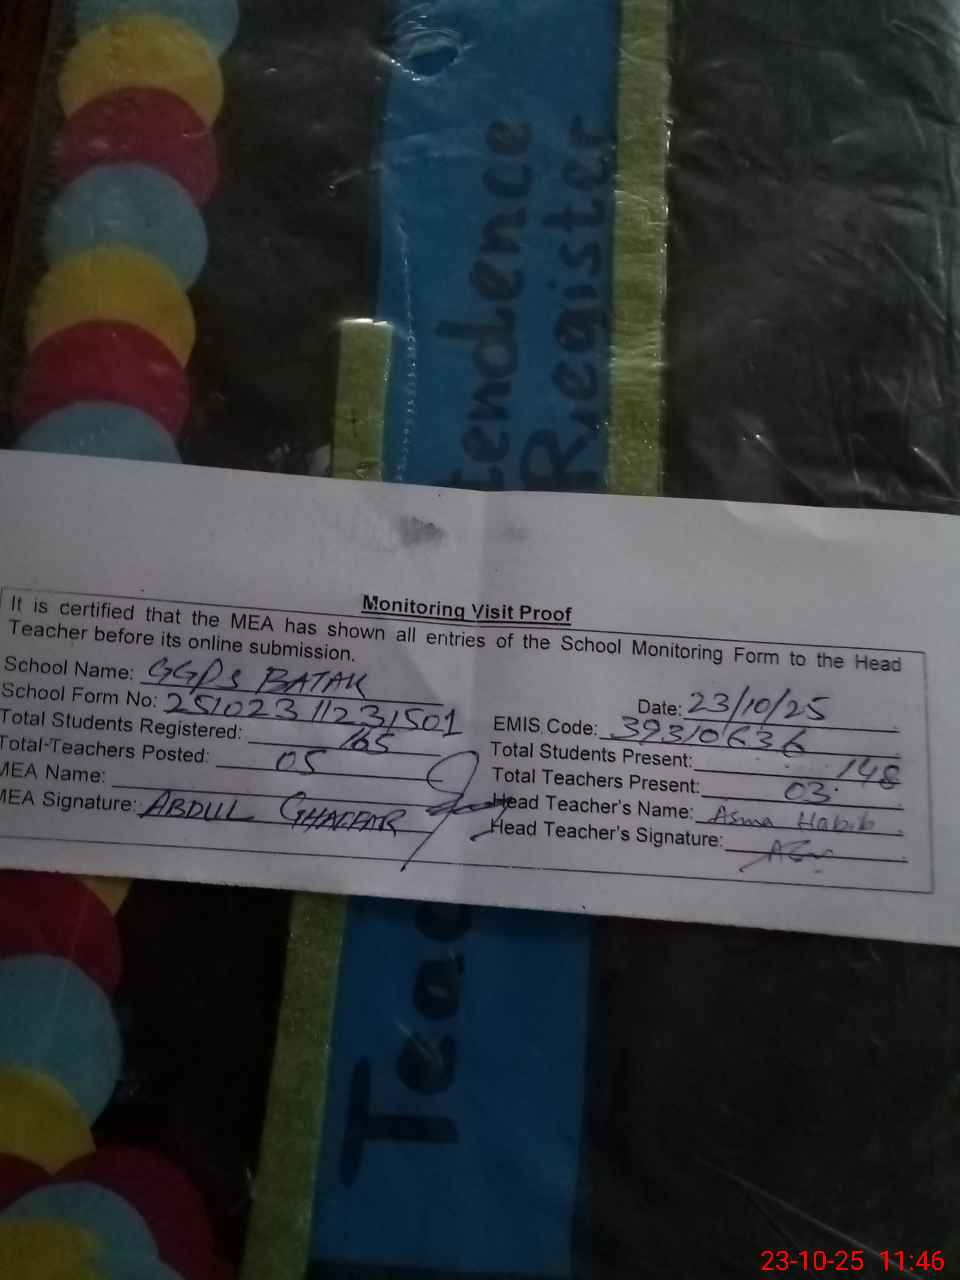 tendence
Register
Monitoring Visit Proof
It is certified that the MEA has shown all entries of the School Monitoring Form to the Head
Teacher before its online submission.
School Name: GGPS BATAK
Date: 23/10/25
School Form No: 25102311231501
EMIS Code: 39310636
Total Students Registered: 165
Total Students Present: 148
Total Teachers Posted: 05
Total Teachers Present: 03
MEA Name:
Head Teacher's Name: Asma Habib
MEA Signature: ABDUL GHAFFAR
Head Teacher's Signature:
Teac
23-10-25 11:46